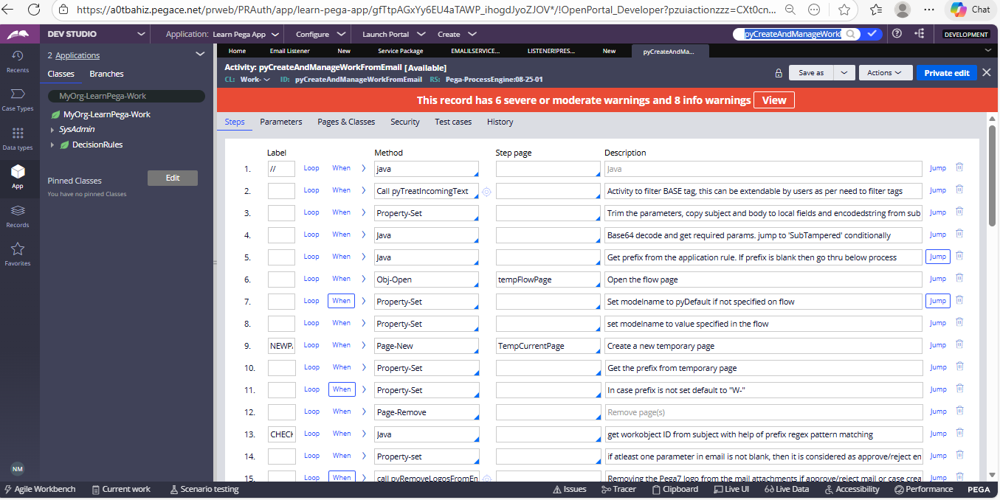 https://a0tbahiz.pegace.net/prweb/PRAuth/app/learn-pega-app/gfTtpAGxYy6EU4aTAWP_ihogdJyoZJOV*/!OpenPortal_Developer?pzuiactionzzz=CXt0cn... Chat
DEV STUDIO Application: Learn Pega App Configure Launch Portal Create pyCreateAndManageWorkl DEVELOPMENT
Home Email Listener New Service Package EMAILILSERVICE... LISTENER!PRES... New pyCreateAndMa...
2 Applications
Classes Branches
MyOrg-LearnPega-Work
MyOrg-LearnPega-Work
SysAdmin
DecisionRules
Pinned Classes Edit
You have no pinned Classes
Recents
Case Types
Data types
App
Records
Favorites
NM
Activity: pyCreateAndManageWorkFromEmail [Available]
CL: Work- ID: pyCreateAndManageWorkFromEmail RS: Pega-ProcessEngine:08-25-01
Save as Actions Private edit
This record has 6 severe or moderate warnings and 8 info warnings View
Steps Parameters Pages & Classes Security Test cases History
Label Method Step page Description
1. // Loop When java Java Jump
2. Loop When Call pyTreatIncomingText Activity to filter BASE tag, this can be extendable by users as per need to filter tags Jump
3. Loop When Property-Set Trim the parameters, copy subject and body to local fields and encodedstring from sub Jump
4. Loop When Java Base64 decode and get required params. jump to 'SubTampered' conditionally Jump
5. Loop When Java Get prefix from the application rule. If prefix is blank then go thru below process Jump
6. Loop When Obj-Open tempFlowPage Open the flow page Jump
7. Loop When Property-Set Set modelname to pyDefault if not specified on flow Jump
8. Loop When Property-Set set modelname to value specified in the flow Jump
9. NEWPA Loop When Page-New TempCurrentPage Create a new temporary page Jump
10. Loop When Property-Set Get the prefix from temporary page Jump
11. Loop When Property-Set In case prefix is not set default to "W-" Jump
12. Loop When Page-Remove Remove page(s) Jump
13. CHECK Loop When Java get workobject ID from subject with help of prefix regex pattern matching Jump
14. Loop When Property-set if atleast one parameter in email is not blank, then it is considered as approve/reject en Jump
15. Loop When call pyRemoveLogosFromEn Removing the Pega7 logo from the mail attachments if approve/reject mail or case crea Jump
Agile Workbench Current work Scenario testing Issues Tracer Clipboard Live UI Live Data Accessibility Performance PEGA